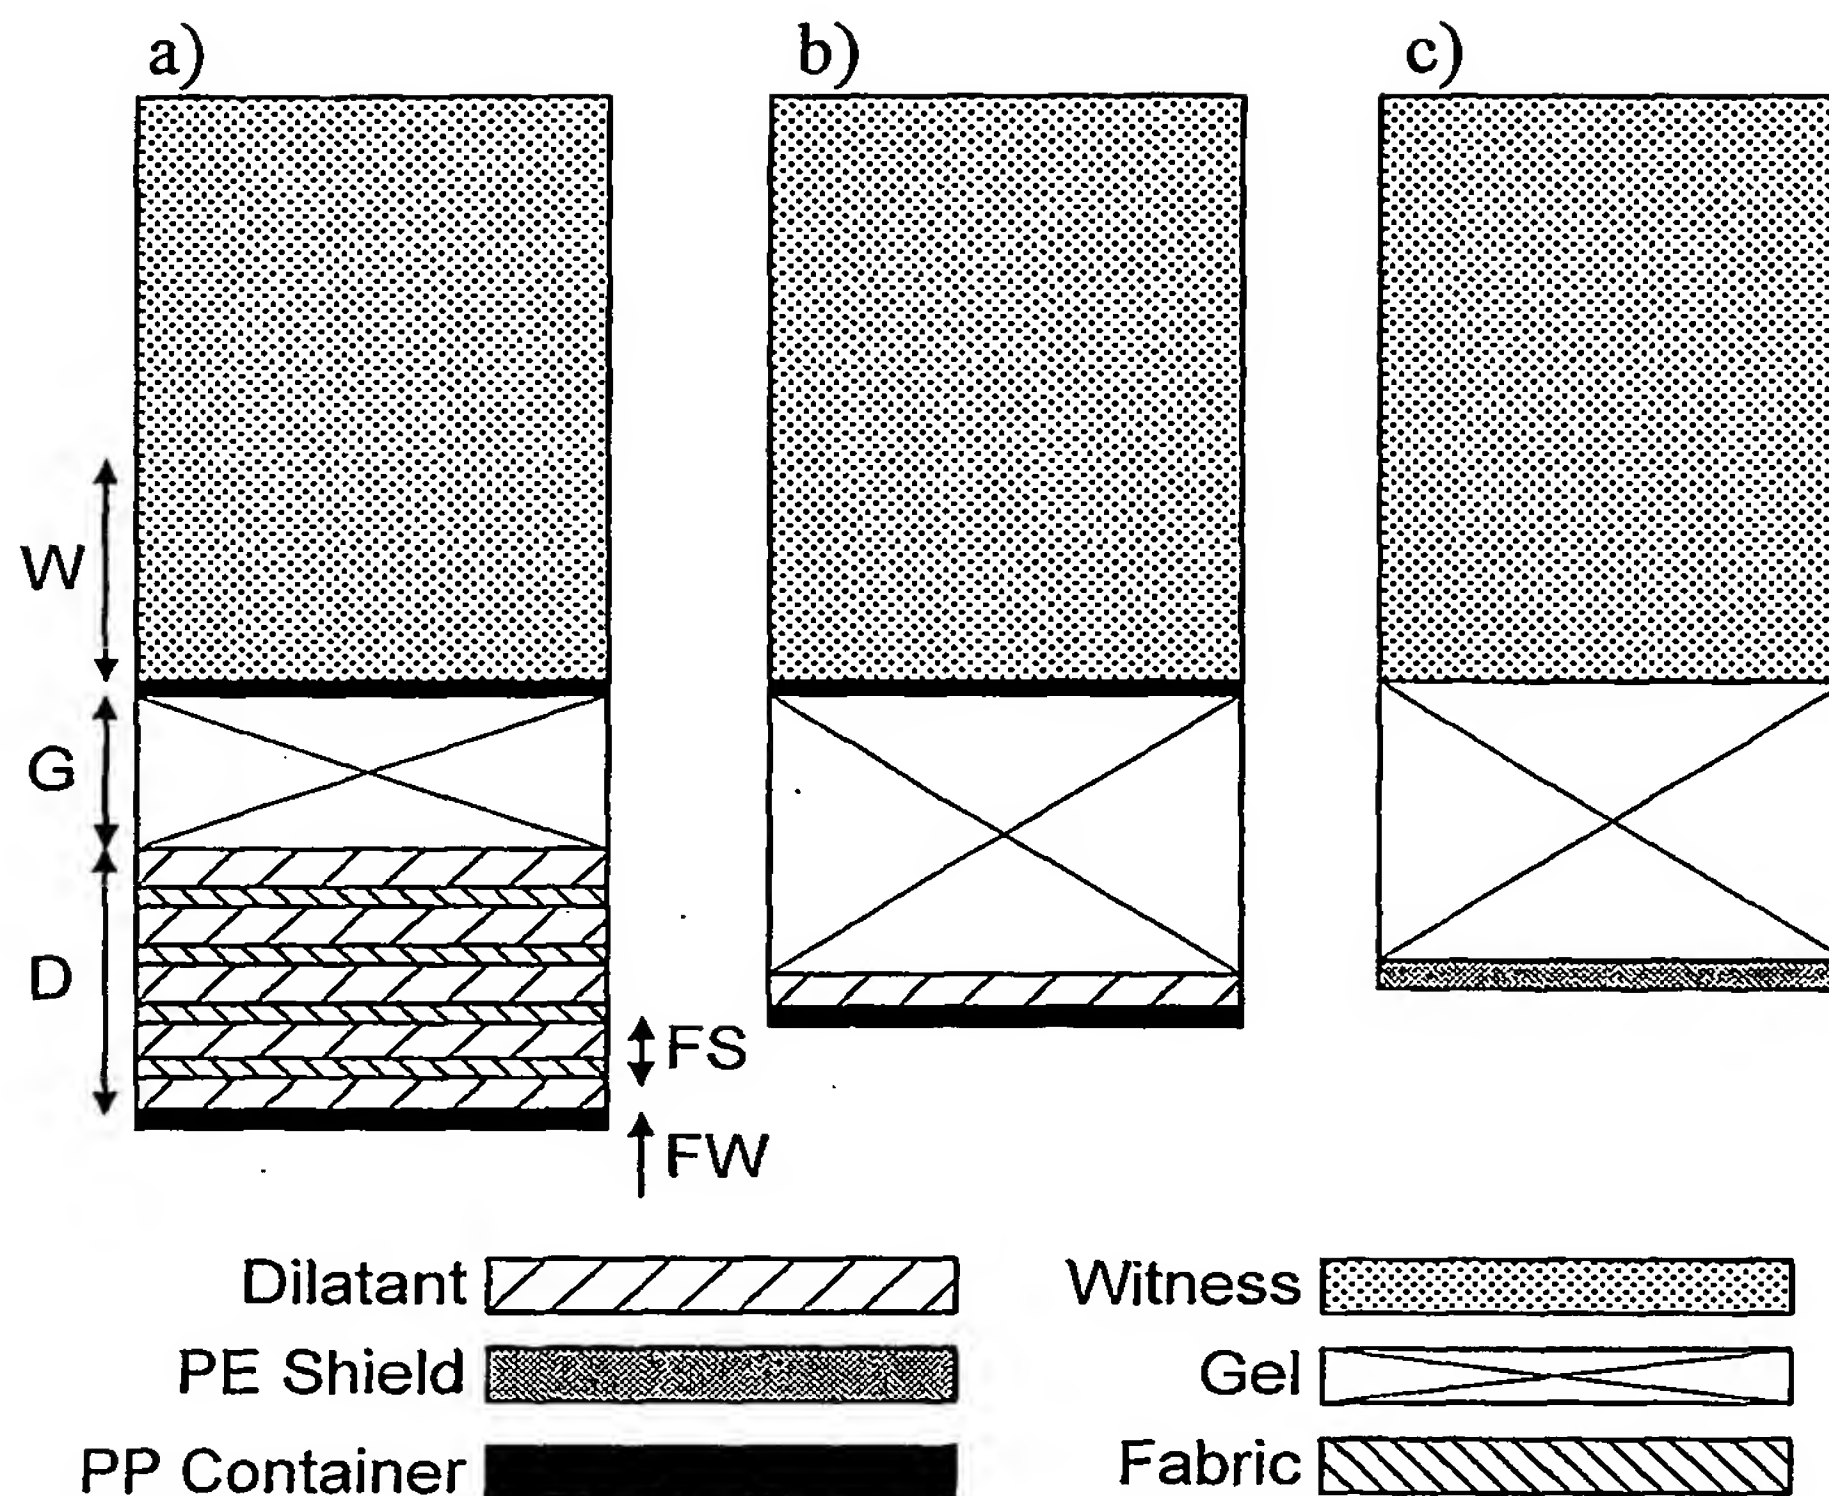 a) b) c)
W
G
D
FS
FW
Dilatant Witness
PE Shield Gel
PP Container Fabric